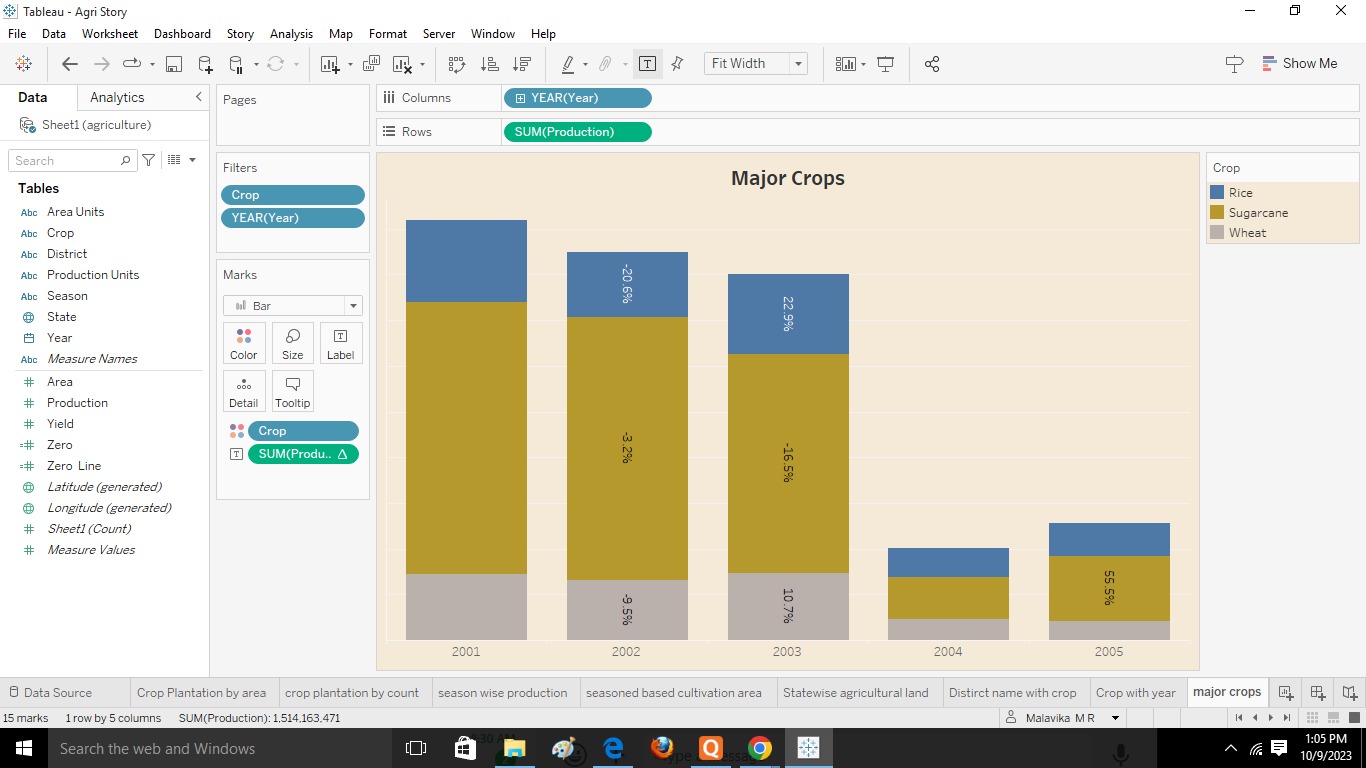 Tableau - Agri Story
File Data Worksheet Dashboard Story Analysis Map Format Server Window Help
Fit Width
Show Me
Data Analytics
Sheet1 (agriculture)
Search
Tables
Abc Area Units
Abc Crop
Abc District
Abc Production Units
Abc Season
State
Year
Abc Measure Names
Area
Production
Yield
Zero
Zero Line
Latitude (generated)
Longitude (generated)
Sheet1 (Count)
Measure Values
Pages
Filters
Crop
YEAR(Year)
Marks
Bar
Color Size Label
Detail Tooltip
Crop
SUM(Produ..
Columns YEAR(Year)
Rows SUM(Production)
Major Crops
-20.6%
22.9%
-3.2%
-16.5%
-9.5%
10.7%
55.5%
2001 2002 2003 2004 2005
Crop
Rice
Sugarcane
Wheat
Data Source Crop Plantation by area crop plantation by count season wise production seasoned based cultivation area Statewise agricultural land Distirct name with crop Crop with year major crops
15 marks 1 row by 5 columns SUM(Production): 1,514,163,471 Malavika M R
Search the web and Windows
1:05 PM
10/9/2023